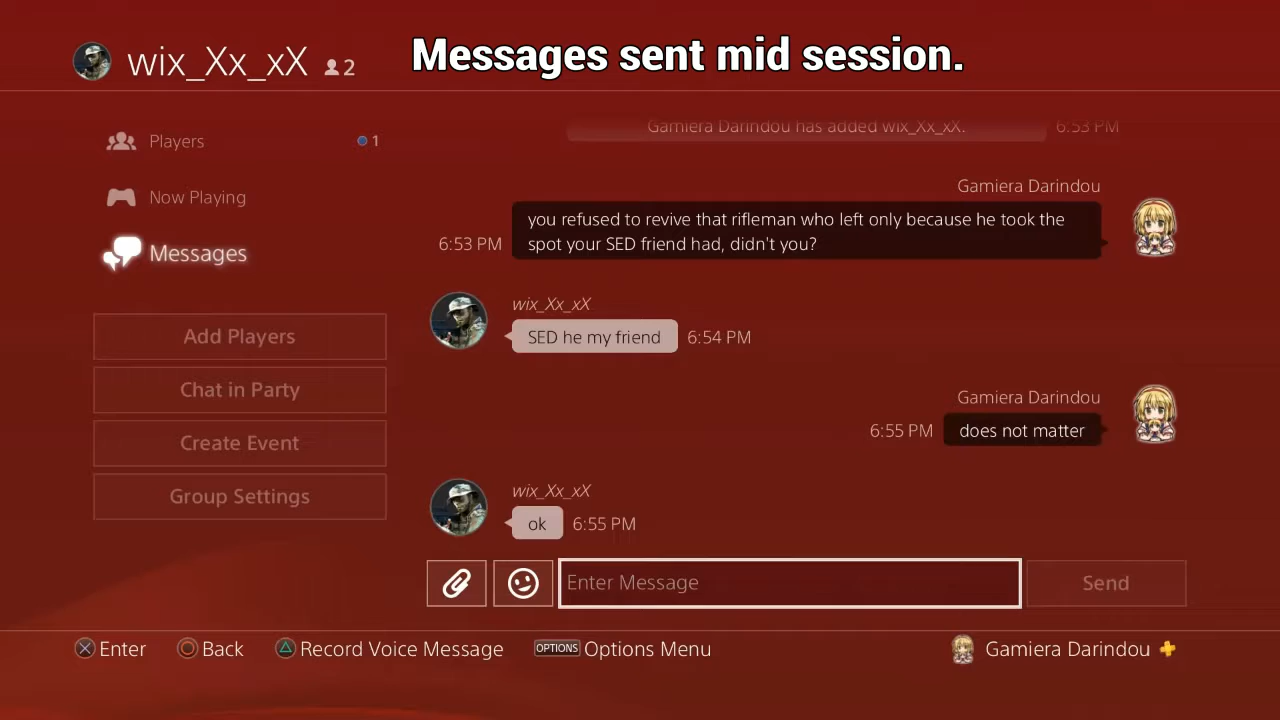 wix_Xx_xX 2
Messages sent mid session.
Players 1
Now Playing
Messages
Add Players
Chat in Party
Create Event
Group Settings
Gamiera Darindou has added wix_Xx_xX. 6:53 PM
Gamiera Darindou
you refused to revive that rifleman who left only because he took the
spot your SED friend had, didn't you?
6:53 PM
wix_Xx_xX
SED he my friend 6:54 PM
Gamiera Darindou
6:55 PM does not matter
wix_Xx_xX
ok 6:55 PM
Enter Message
Send
Enter Back Record Voice Message OPTIONS Options Menu Gamiera Darindou